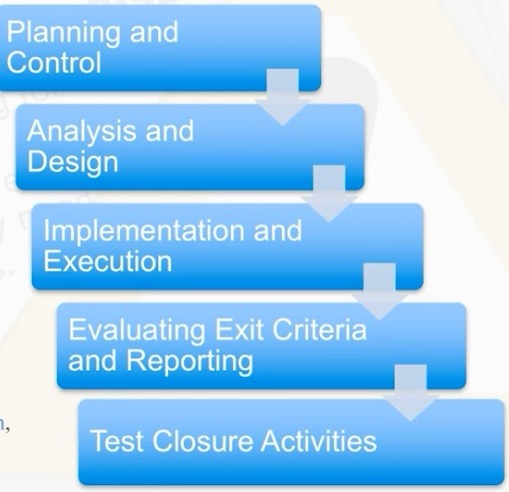 Planning and
Control
Analysis and
Design
Implementation and
Execution
Evaluating Exit Criteria
and Reporting
Test Closure Activities